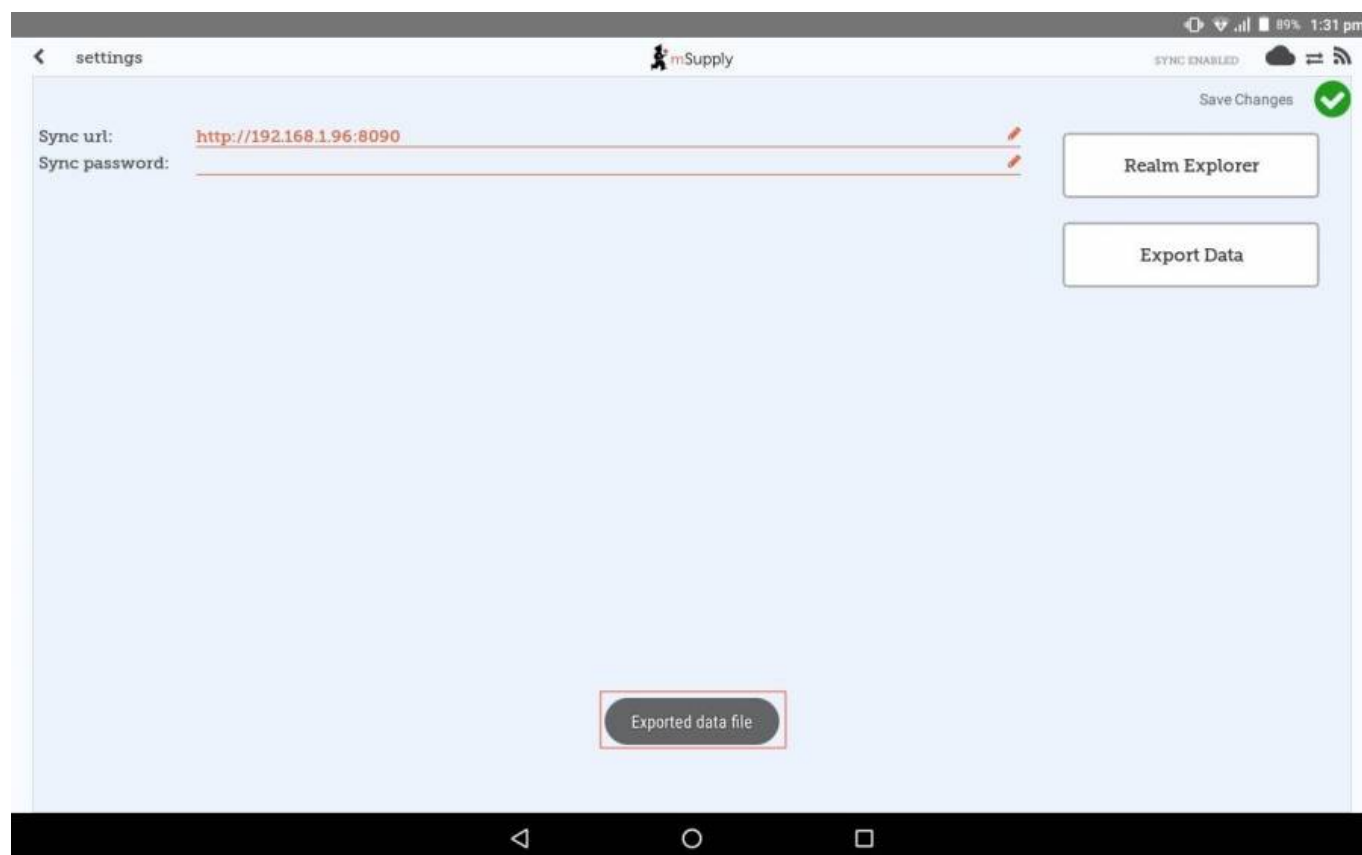 89% 1:31 pm
settings
mSupply
SYNC ENABLED
Save Changes
Sync url: http://192.168.1.96:8090
Sync password:
Realm Explorer
Export Data
Exported data file